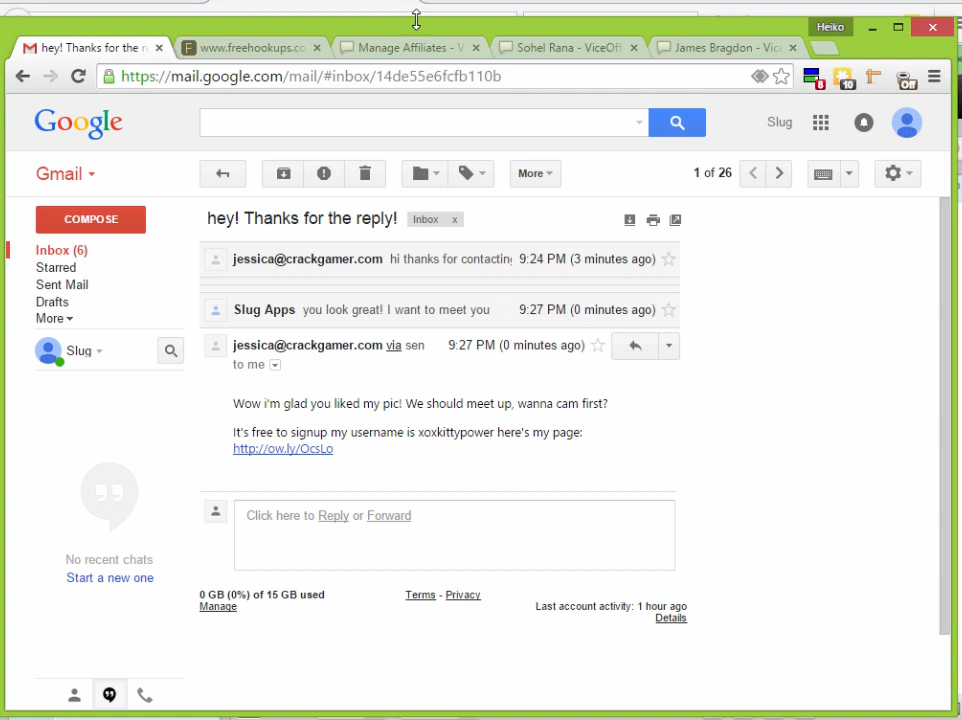 Heiko
hey! Thanks for the r
www.freehookups.co
Manage Affiliates - V
Sohel Rana - ViceOff
James Bragdon - Vic
https://mail.google.com/mail/#inbox/14de55e6fcfb110b
8
10
Off
Google
Slug
Gmail
More
1 of 26
COMPOSE
hey! Thanks for the reply!
Inbox x
Inbox (6)
Starred
Sent Mail
Drafts
More
jessica@crackgamer.com hi thanks for contacting 9:24 PM (3 minutes ago)
Slug Apps you look great! I want to meet you 9:27 PM (0 minutes ago)
Slug
jessica@crackgamer.com via sen 9:27 PM (0 minutes ago)
to me
Wow i'm glad you liked my pic! We should meet up, wanna cam first?
It's free to signup my username is xoxkittypower here's my page:
http://ow.ly/OcsLo
Click here to Reply or Forward
No recent chats
Start a new one
0 GB (0%) of 15 GB used
Manage
Terms - Privacy
Last account activity: 1 hour ago
Details